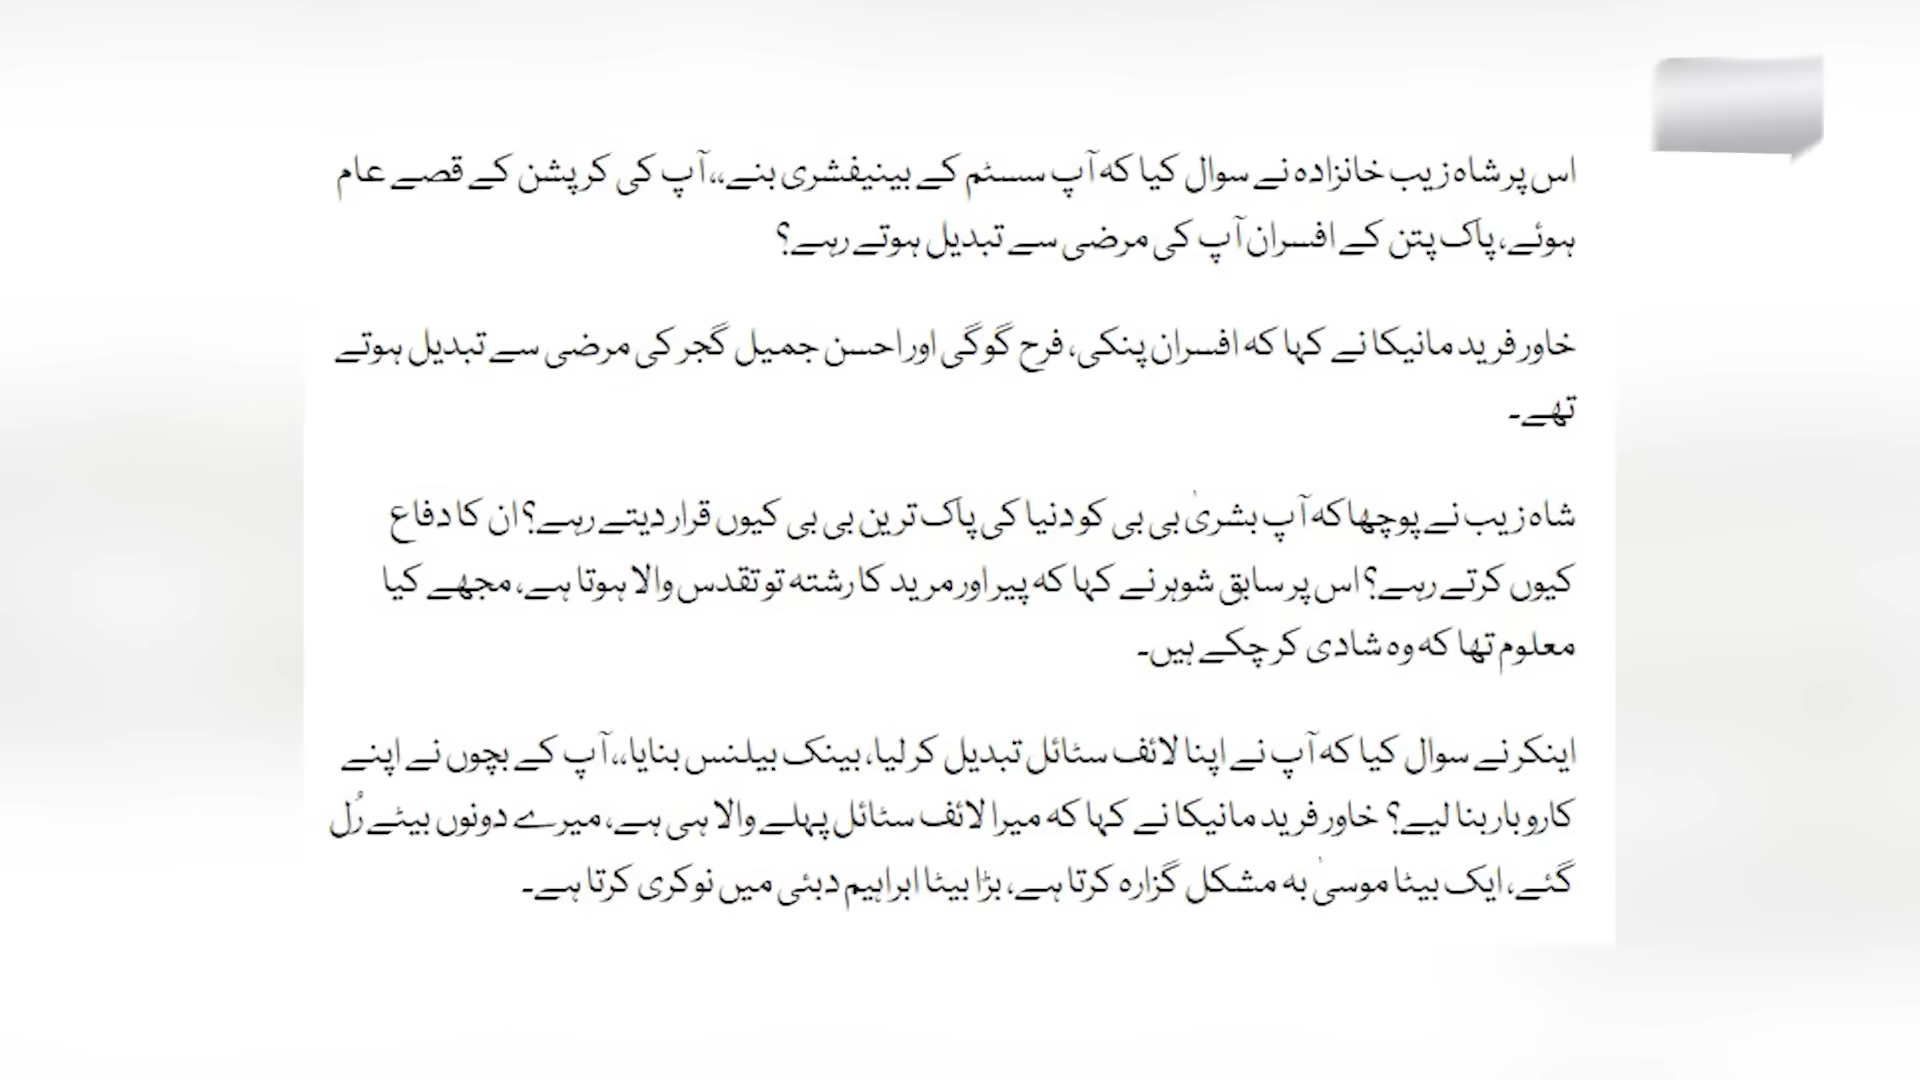 اس پر شاہ زیب خانزادہ نے سوال کیا کہ آپ سسٹم کے بینیفشری بنے،،آپ کی کرپشن کے قصے عام
ہوئے، پاک پتن کے افسران آپ کی مرضی سے تبدیل ہوتے رہے؟
خاور فرید مانیکا نے کہا کہ افسران پنکی، فرح گوگی اور احسن جمیل گجر کی مرضی سے تبدیل ہوتے
تھے۔
شاہ زیب نے پوچھا کہ آپ بشریٰ بی بی کو دنیا کی پاک ترین بی بی کیوں قرار دیتے رہے؟ ان کا دفاع
کیوں کرتے رہے؟ اس پر سابق شوہر نے کہا کہ پیر اور مرید کا رشتہ تو تقدس والا ہوتا ہے، مجھے کیا
معلوم تھا کہ وہ شادی کر چکے ہیں۔
اینکر نے سوال کیا کہ آپ نے اپنا لائف سٹائل تبدیل کر لیا، بینک بیلنس بنایا،،آپ کے بچوں نے اپنے
کاروبار بنا لیے؟ خاور فرید مانیکا نے کہا کہ میرا لائف سٹائل پہلے والا ہی ہے، میرے دونوں بیٹے رُل
گئے، ایک بیٹا موسیٰ بہ مشکل گزارہ کرتا ہے، بڑا بیٹا ابراہیم دبئی میں نوکری کرتا ہے۔